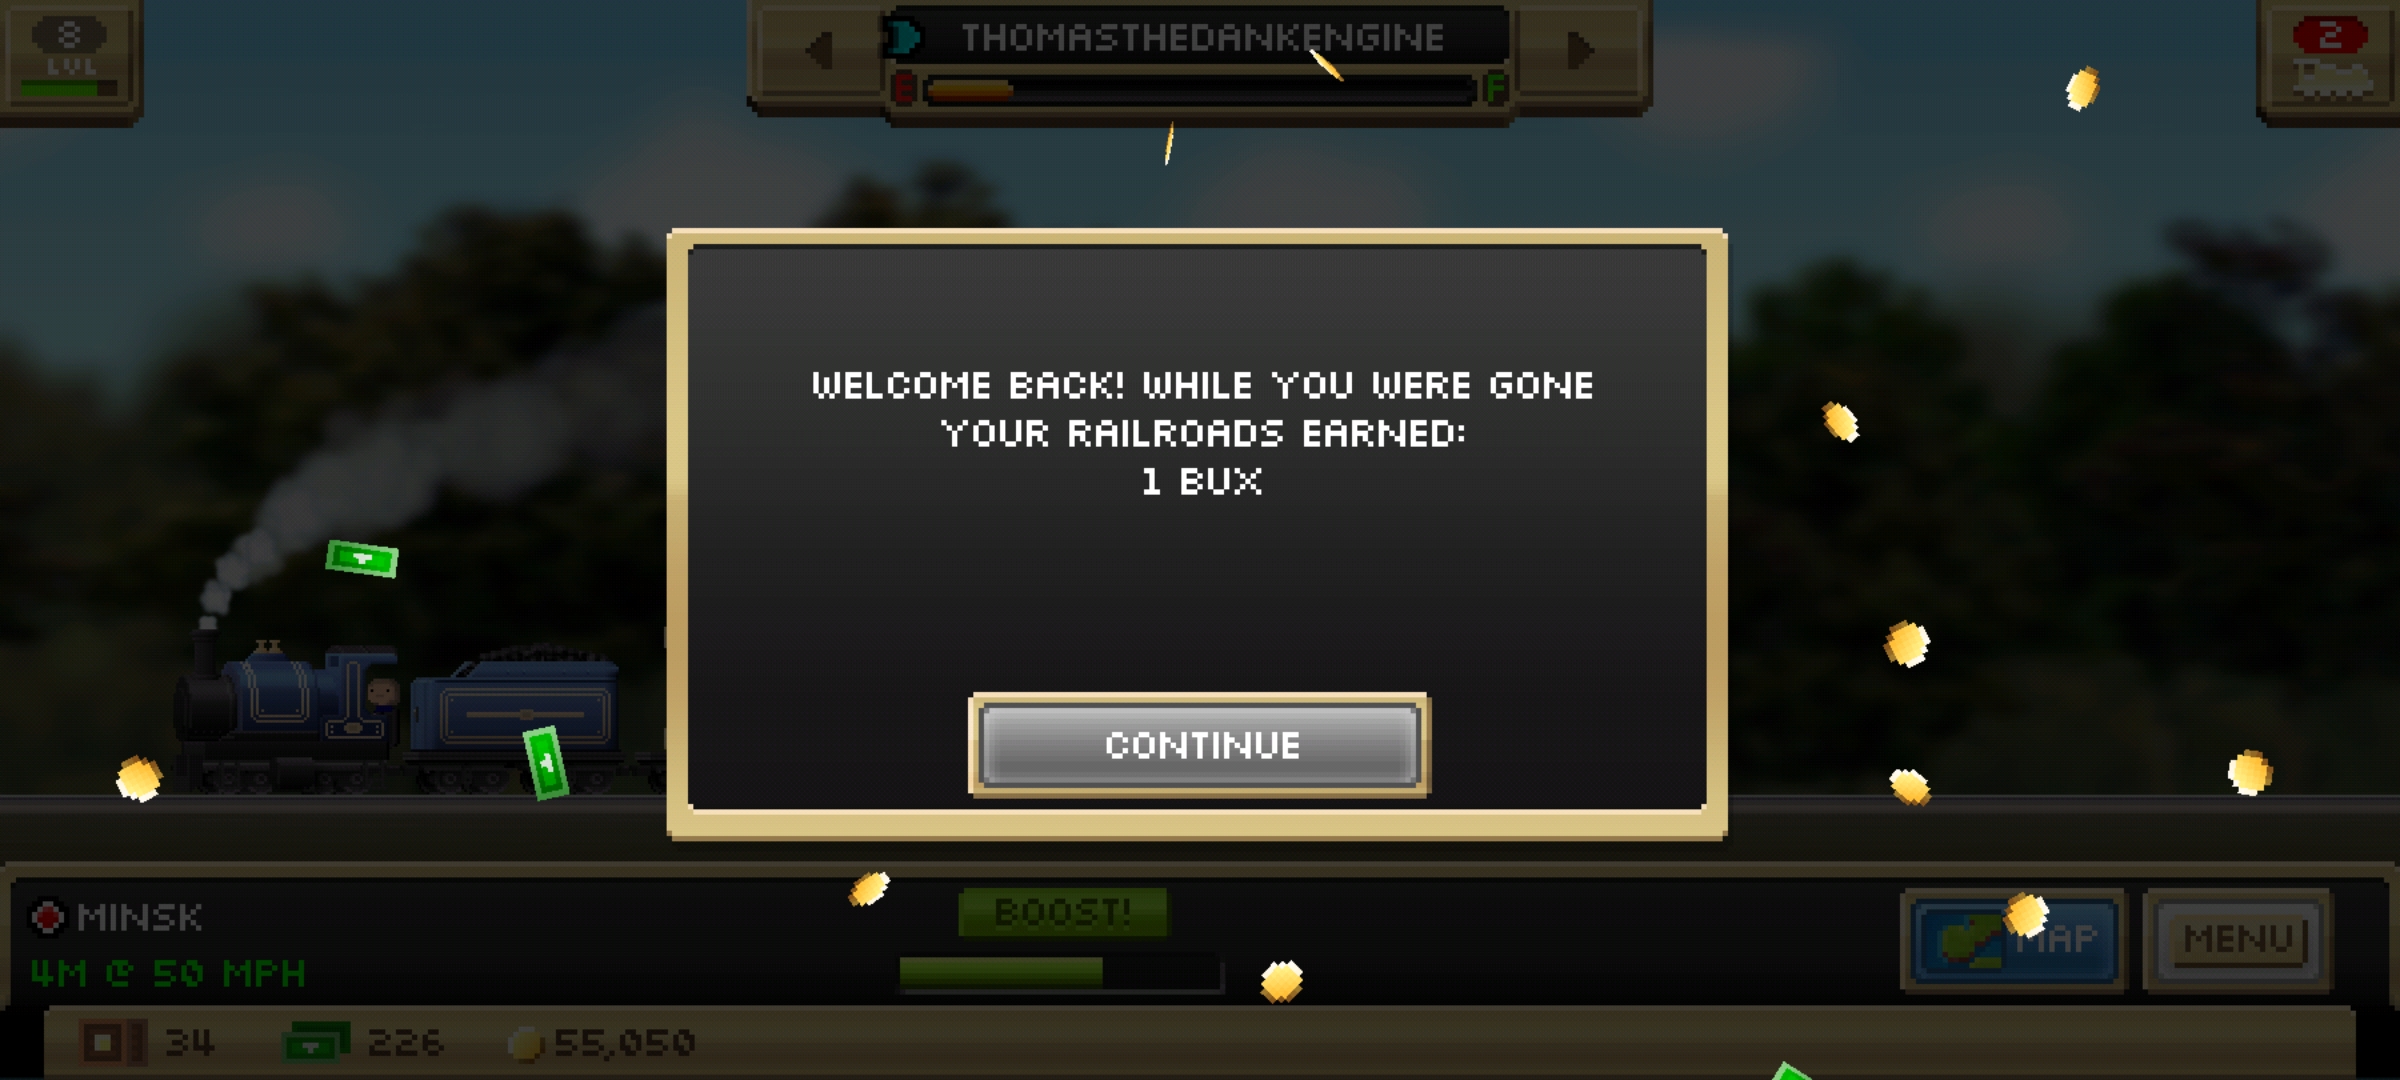 8
LVL
THOMASTHEDANKENGINE
E F
2
WELCOME BACK! WHILE YOU WERE GONE
YOUR RAILROADS EARNED:
1 BUX
CONTINUE
MINSK
4M @ 50 MPH
BOOST!
MAP
MENU
34 226 55,050